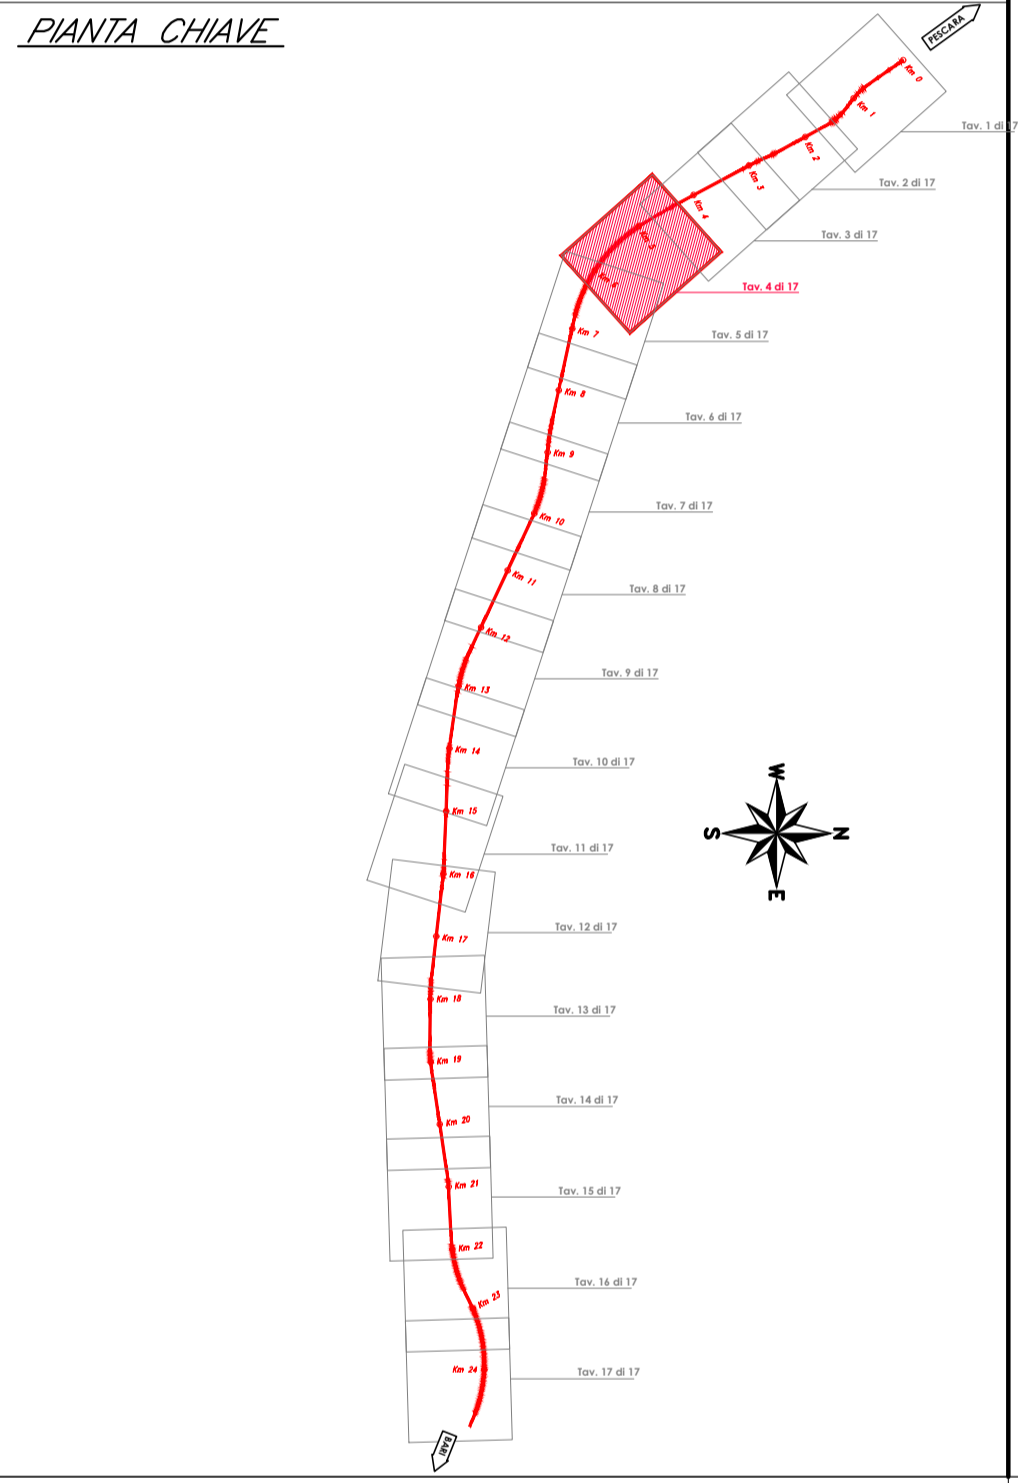 PIANTA CHIAVE
PESCARA
Km 0
Km 1
Tav. 1 di 17
Km 2
Km 3
Tav. 2 di 17
Km 4
Tav. 3 di 17
Km 5
Km 6
Tav. 4 di 17
Km 7
Tav. 5 di 17
Km 8
Tav. 6 di 17
Km 9
Tav. 7 di 17
Km 10
Km 11
Tav. 8 di 17
Km 12
Tav. 9 di 17
Km 13
Km 14
Tav. 10 di 17
W
Km 15
S
N
Tav. 11 di 17
Km 16
E
Tav. 12 di 17
Km 17
Km 18
Tav. 13 di 17
Km 19
Tav. 14 di 17
Km 20
Km 21
Tav. 15 di 17
Km 22
Tav. 16 di 17
Km 23
Km 24
Tav. 17 di 17
BARI